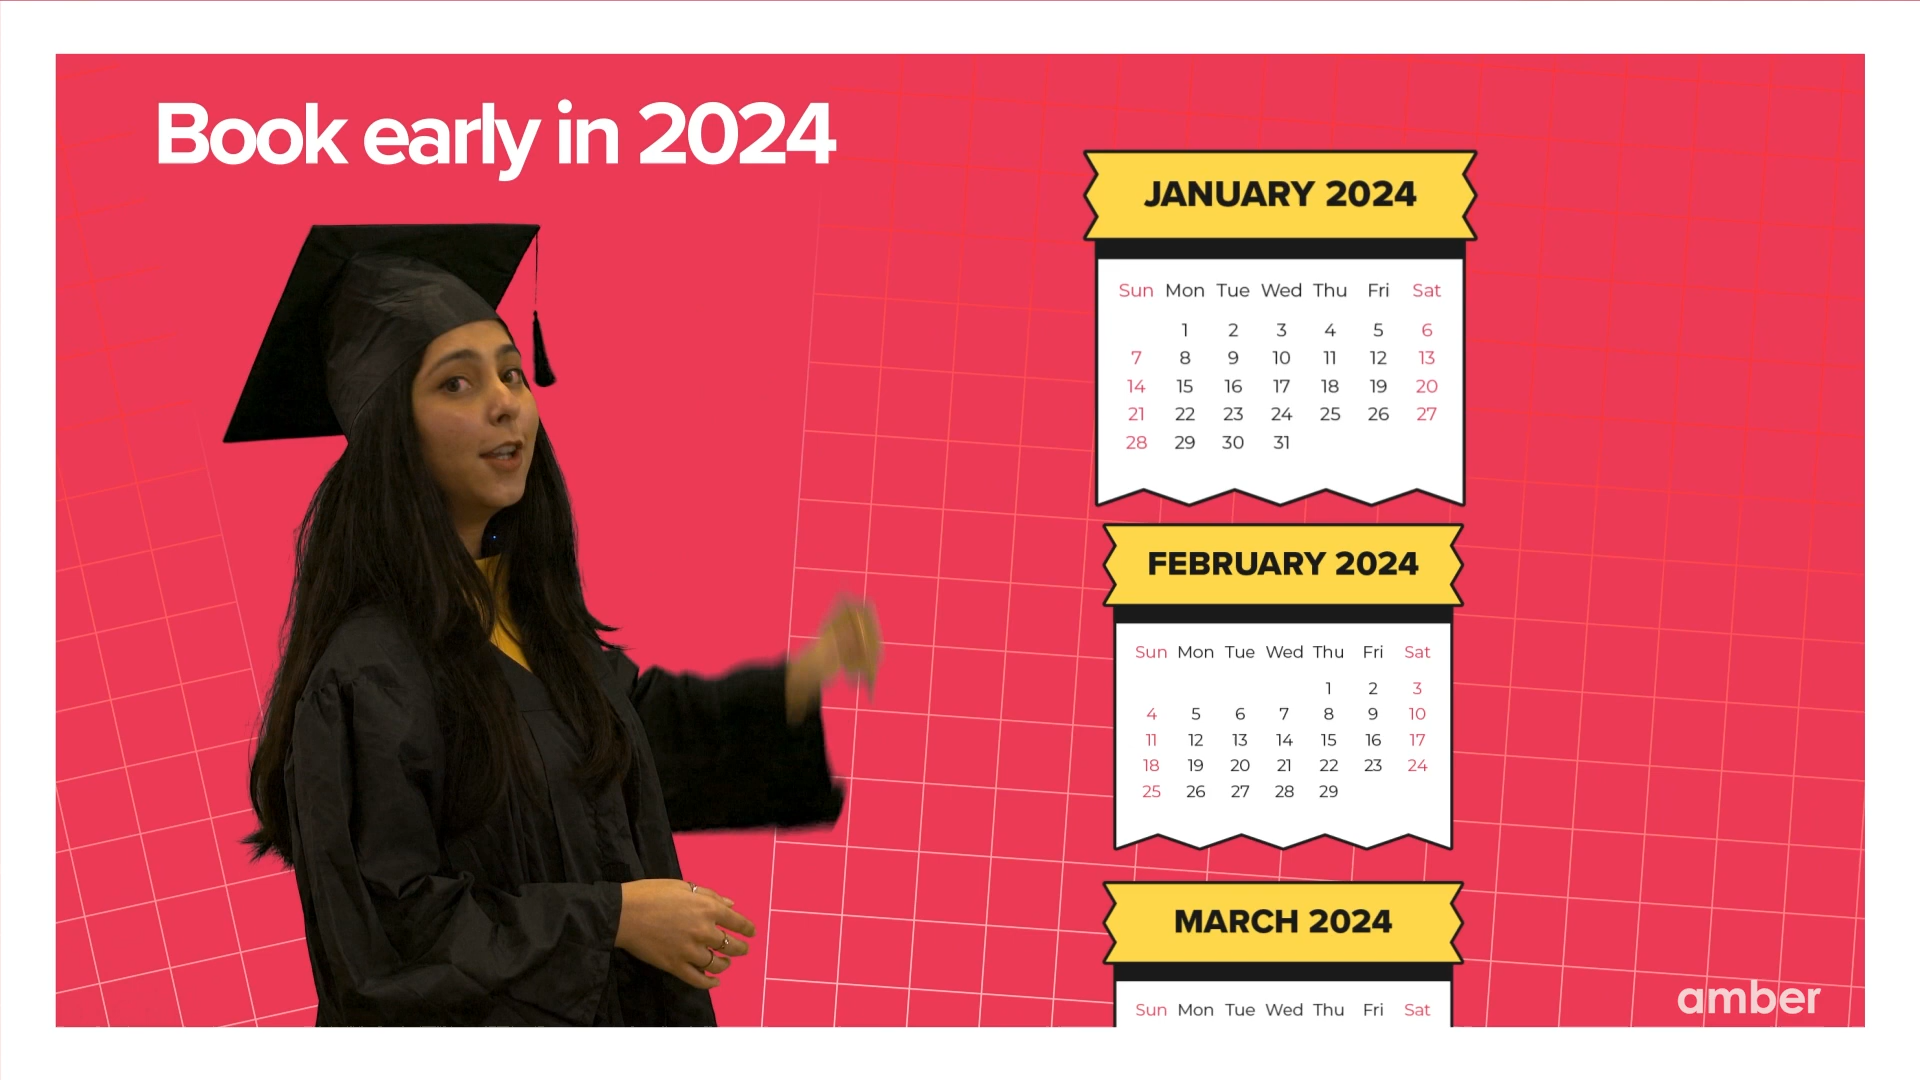 Book early in 2024
JANUARY 2024
Sun Mon Tue Wed Thu Fri Sat
1 2 3 4 5 6
7 8 9 10 11 12 13
14 15 16 17 18 19 20
21 22 23 24 25 26 27
28 29 30 31
FEBRUARY 2024
Sun Mon Tue Wed Thu Fri Sat
1 2 3
4 5 6 7 8 9 10
11 12 13 14 15 16 17
18 19 20 21 22 23 24
25 26 27 28 29
MARCH 2024
Sun Mon Tue Wed Thu Fri Sat
amber